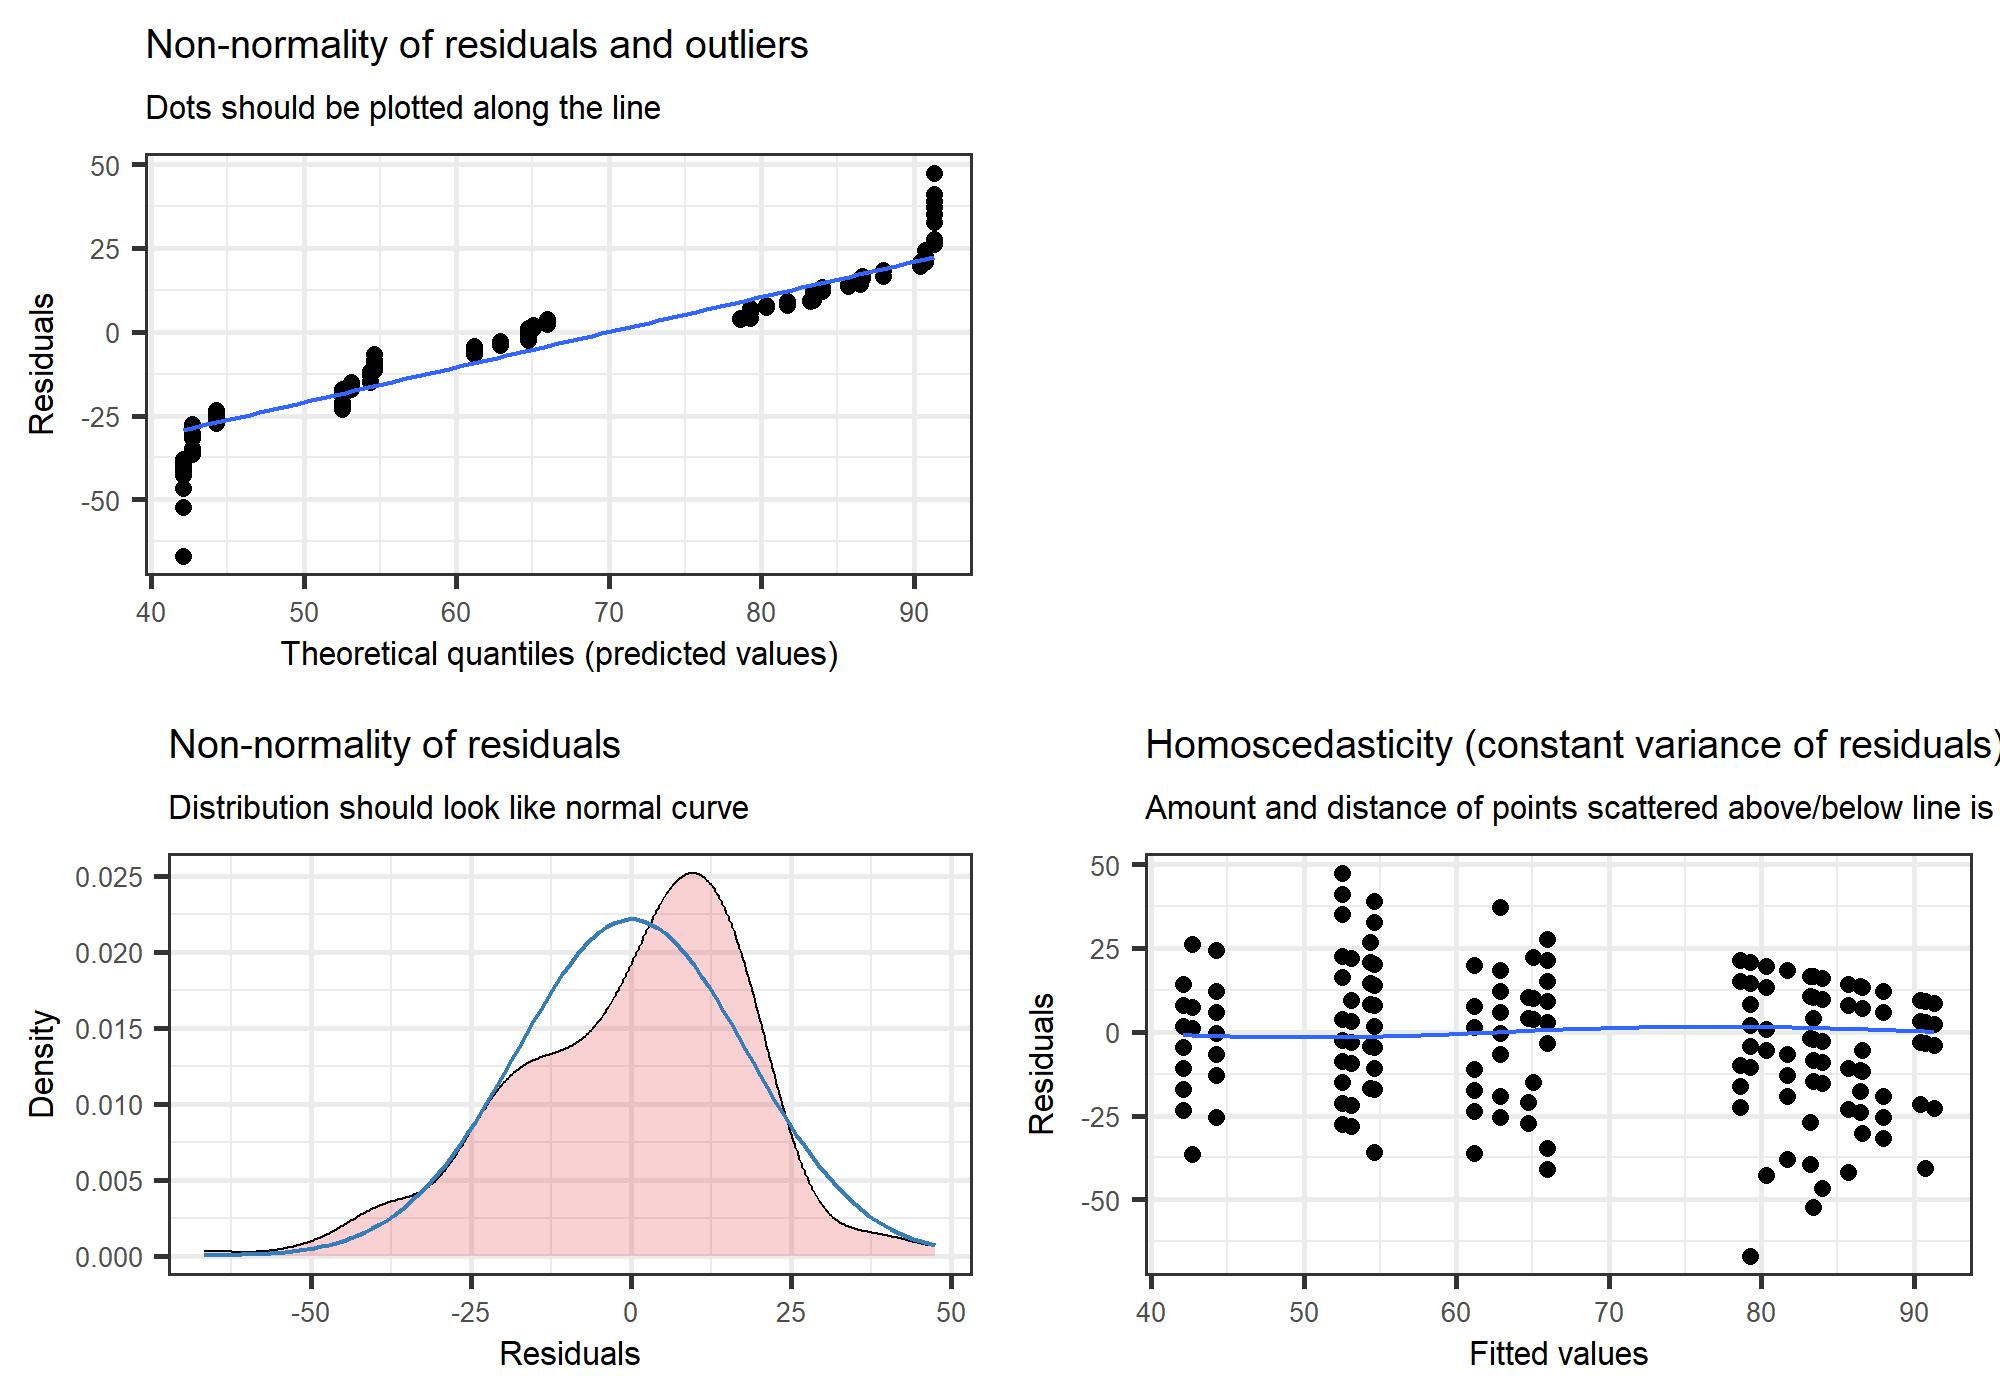 Non-normality of residuals and outliers
Dots should be plotted along the line
50
25
0
-25
-50
Residuals
40 50 60 70 80 90
Theoretical quantiles (predicted values)
Non-normality of residuals
Distribution should look like normal curve
0.025
0.020
0.015
0.010
0.005
0.000
Density
-50 -25 0 25 50
Residuals
Homoscedasticity (constant variance of residuals)
Amount and distance of points scattered above/below line is
50
25
0
-25
-50
Residuals
40 50 60 70 80 90
Fitted values